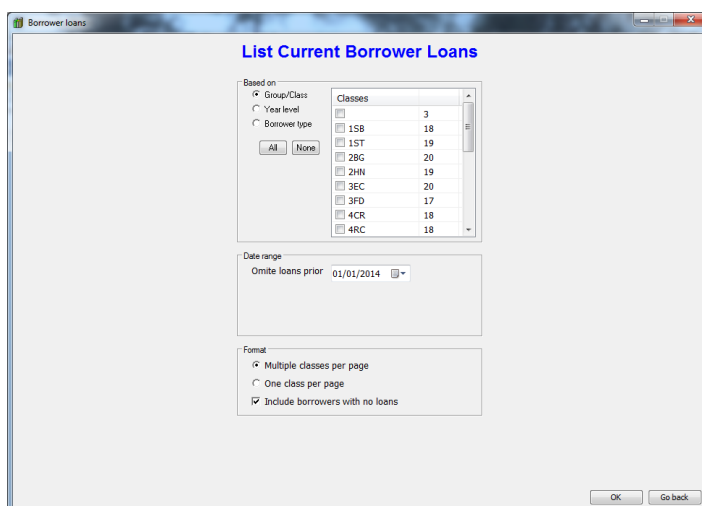 Borrower loans
List Current Borrower Loans
Based on
Group/Class
Year level
Borrower type
All None
Classes
3
1SB 18
1ST 19
2BG 20
2HN 19
3EC 20
3FD 17
4CR 18
4RC 18
Date range
Omite loans prior 01/01/2014
Format
Multiple classes per page
One class per page
Include borrowers with no loans
OK Go back